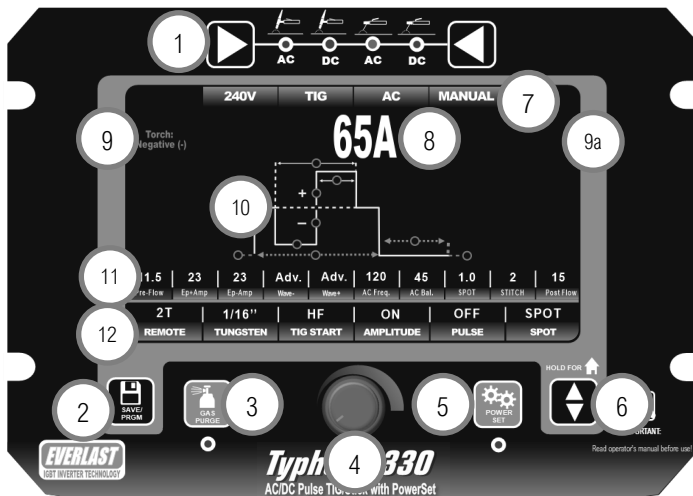 1
AC DC AC DC
240V TIG AC MANUAL
7
9
Torch:
Negative (-)
65A
8
9a
+
10
−
11
1.5 23 23 Adv. Adv. 120 45 1.0 2 15
Ep+Amp Ep-Amp Wave- Wave+ AC Freq. AC Bal. SPOT STITCH Post Flow
12
2T 1/16’’ HF ON OFF SPOT
REMOTE TUNGSTEN TIG START AMPLITUDE PULSE SPOT
HOLD FOR
2
SAVE/
PRGM
GAS
PURGE
3
4
5
POWER
SET
6
Read operator's manual before use!
EVERLAST
IGBT INVERTER TECHNOLOGY
330
AC/DC Pulse with PowerSet